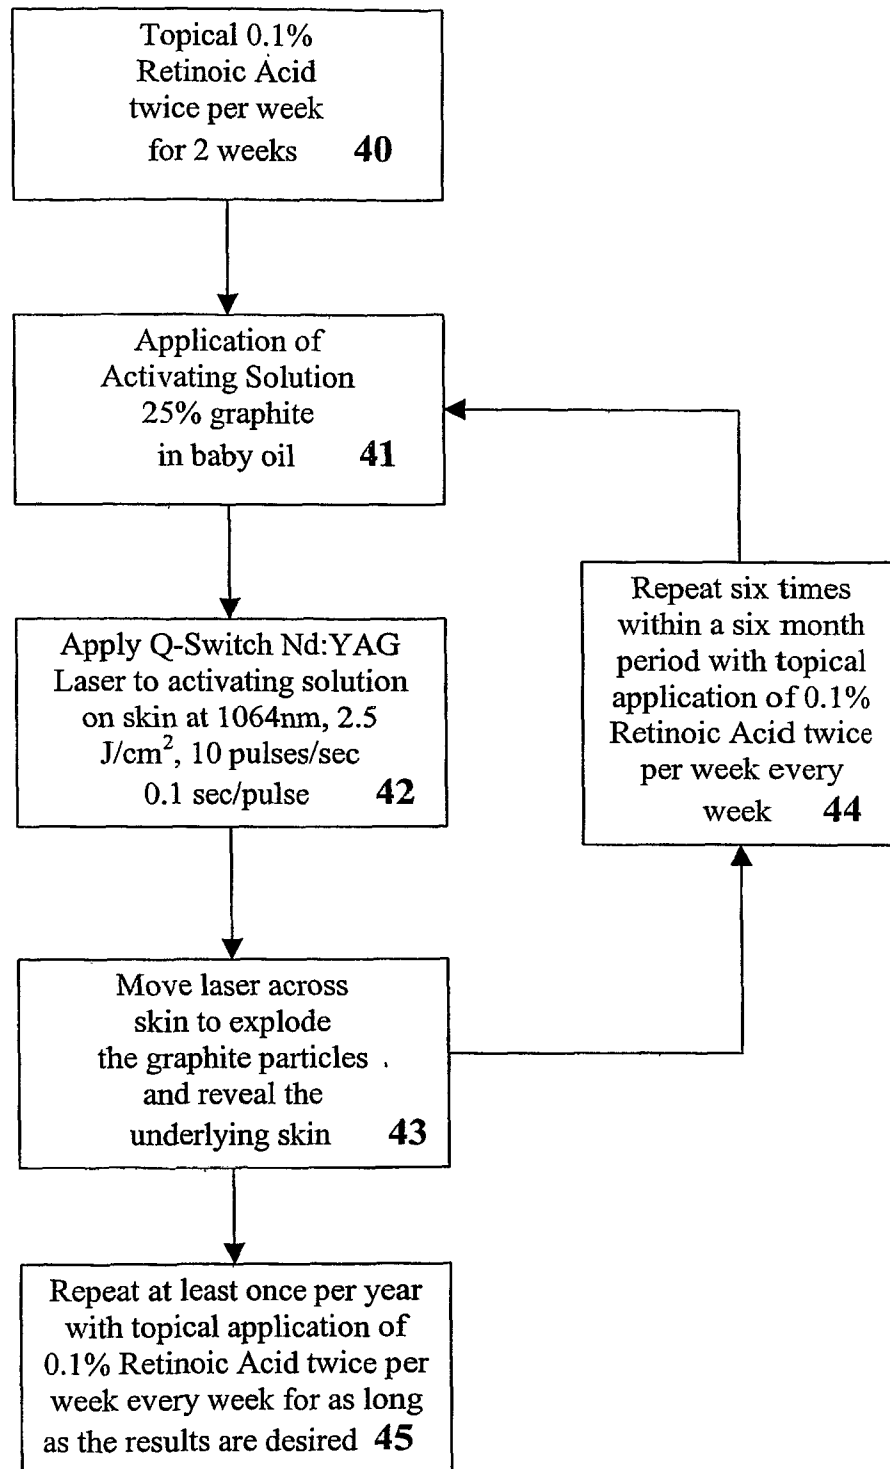 Topical 0.1%
Retinoic Acid
twice per week
for 2 weeks 40
Application of
Activating Solution
25% graphite
in baby oil 41
Apply Q-Switch Nd:YAG
Laser to activating solution
on skin at 1064nm, 2.5
J/cm², 10 pulses/sec
0.1 sec/pulse 42
Move laser across
skin to explode
the graphite particles
and reveal the
underlying skin 43
Repeat six times
within a six month
period with topical
application of 0.1%
Retinoic Acid twice
per week every
week 44
Repeat at least once per year
with topical application of
0.1% Retinoic Acid twice per
week every week for as long
as the results are desired 45